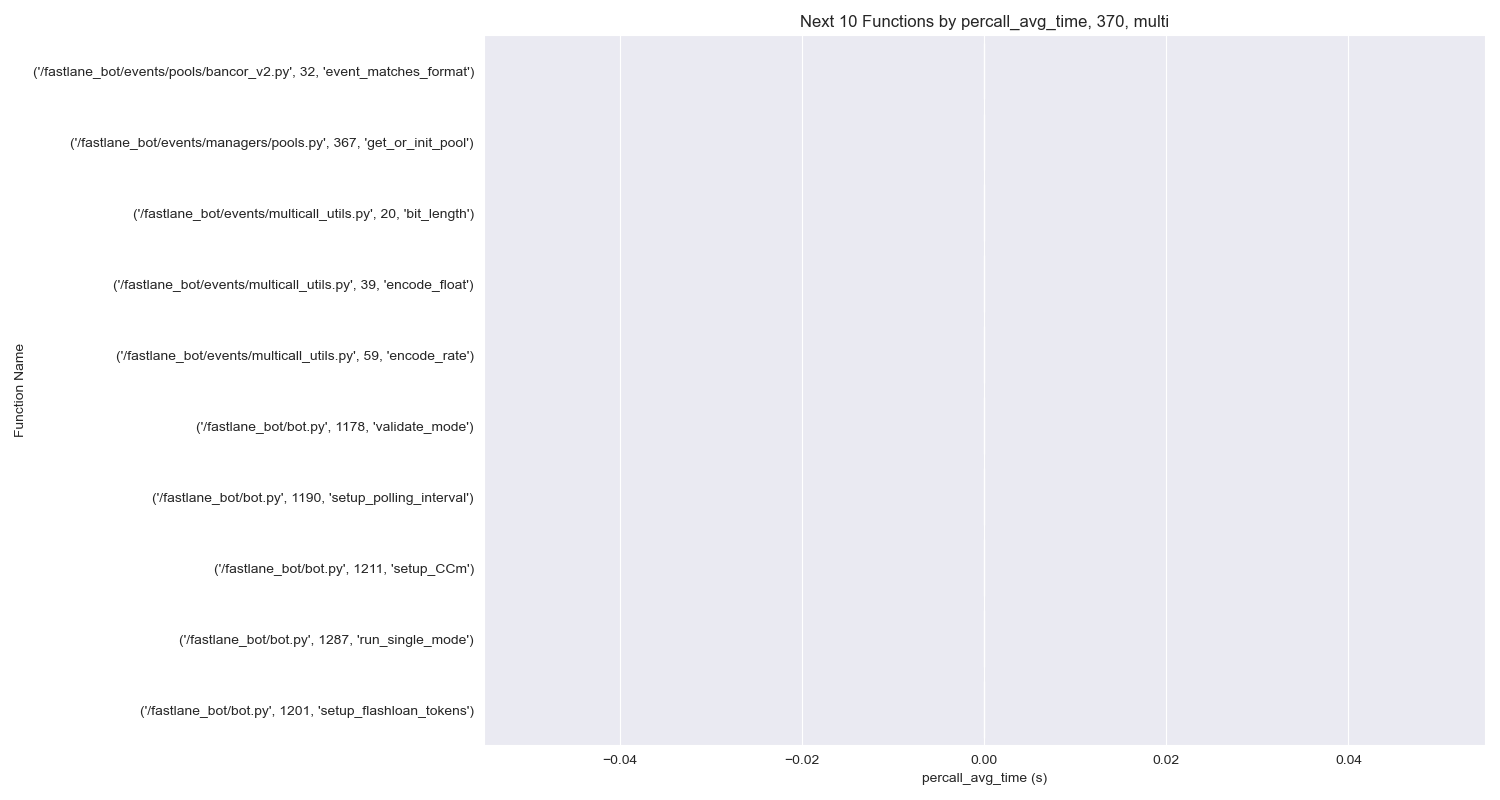 Next 10 Functions by percall_avg_time, 370, multi
('/fastlane_bot/events/pools/bancor_v2.py', 32, 'event_matches_format')
('/fastlane_bot/events/managers/pools.py', 367, 'get_or_init_pool')
('/fastlane_bot/events/multicall_utils.py', 20, 'bit_length')
('/fastlane_bot/events/multicall_utils.py', 39, 'encode_float')
('/fastlane_bot/events/multicall_utils.py', 59, 'encode_rate')
('/fastlane_bot/bot.py', 1178, 'validate_mode')
('/fastlane_bot/bot.py', 1190, 'setup_polling_interval')
('/fastlane_bot/bot.py', 1211, 'setup_CCm')
('/fastlane_bot/bot.py', 1287, 'run_single_mode')
('/fastlane_bot/bot.py', 1201, 'setup_flashloan_tokens')
Function Name
−0.04 −0.02 0.00 0.02 0.04
percall_avg_time (s)